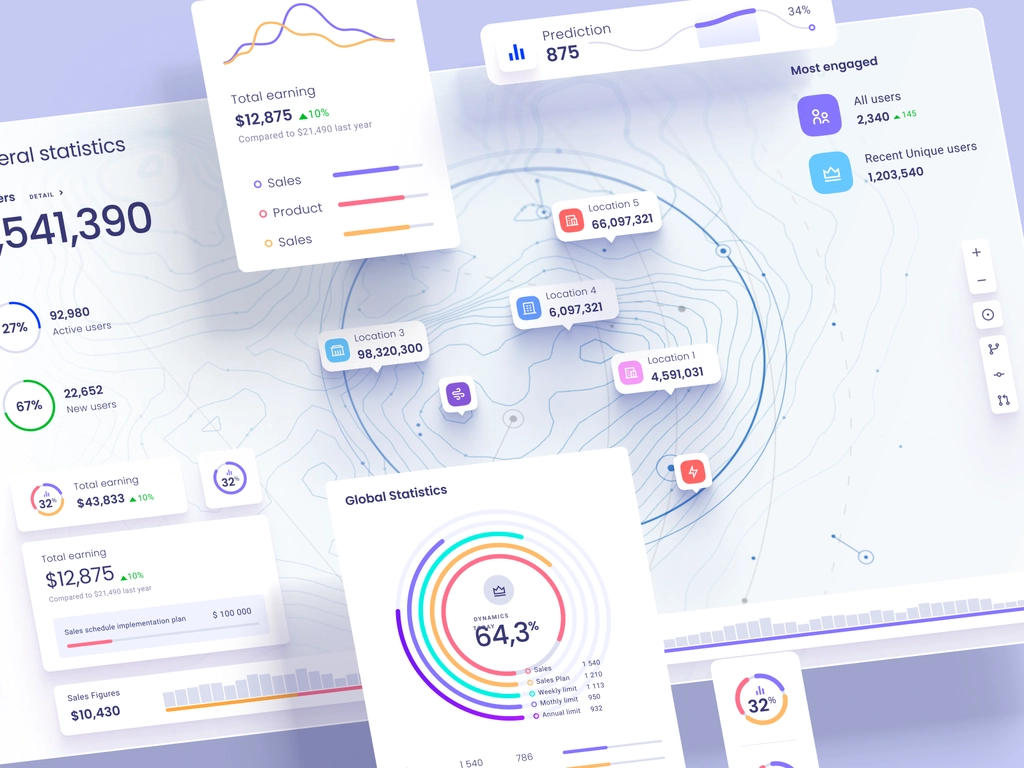 Prediction
875
34%
Most engaged
All users
2,340
145
Recent Unique users
1,203,540
Total earning
$12,875
10%
Compared to $21,490 last year
Sales
Product
Sales
eral statistics
ers
DETAIL >
,541,390
27%
92,980
Active users
67%
22,652
New users
Location 5
66,097,321
Location 4
6,097,321
Location 3
98,320,300
Location 1
4,591,031
32%
Total earning
$43,833
10%
32%
Total earning
$12,875
10%
Compared to $21,490 last year
Sales schedule implementation plan
$ 100 000
Sales Figures
$10,430
Global Statistics
DYNAMICS
64,3%
Sales 1 540
Sales Plan 1 210
Weekly limit 1 113
Mothly limit 950
Annual limit 932
1 540
786
32%